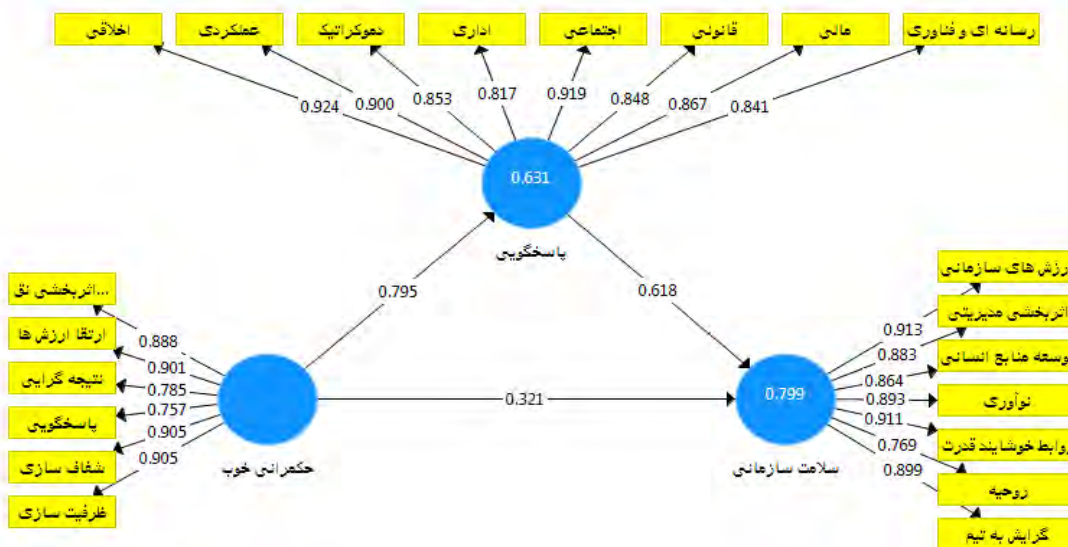 اخلاقی
عملکردی
دموکراتیک
اداری
اجتماعی
قانونی
مالی
رسانه ای و فناوری
0.924
0.900
0.853
0.817
0.919
0.848
0.867
0.841
0.631
پاسخگویی
0.795
0.618
اثربخشی نق...
ارتقا ارزش ها
نتیجه گرایی
پاسخگویی
شفاف سازی
ظرفیت سازی
0.888
0.901
0.785
0.757
0.905
0.905
حکمرانی خوب
0.321
0.799
سلامت سازمانی
0.913
0.883
0.864
0.893
0.911
0.769
0.899
ارزش های سازمانی
اثربخشی مدیریتی
توسعه منابع انسانی
نوآوری
روابط خوشایند قدرت
روحیه
گرایش به تیم